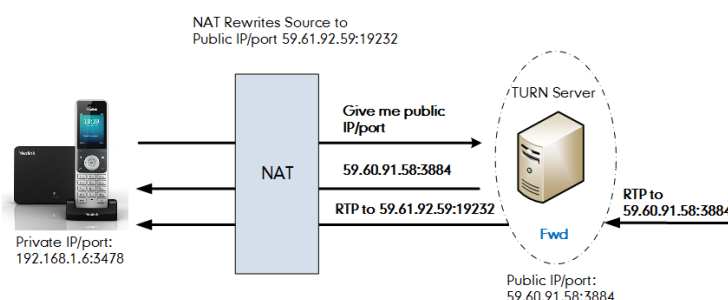 NAT Rewrites Source to
Public IP/port 59.61.92.59:19232
TURN Server
Give me public
IP/port
NAT
59.60.91.58:3884
RTP to 59.61.92.59:19232
RTP to
59.60.91.58:3884
Fwd
Yealink
Yealink
Private IP/port:
192.168.1.6:3478
Public IP/port:
59.60.91.58:3884